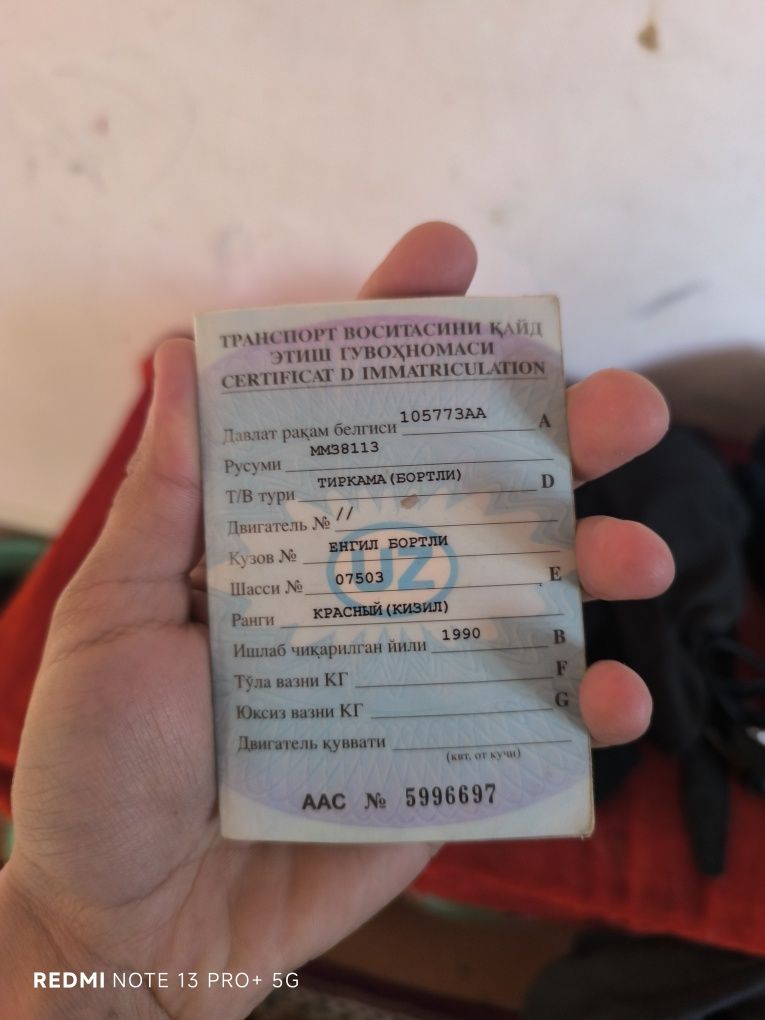 ТРАНСПОРТ ВОСИТАСИНИ ҚАЙД
ЭТИШ ГУВОҲНОМАСИ
CERTIFICAT D IMMATRICULATION
Давлат рақам белгиси 105773AA A
Русуми ММЗ8113
Т/В тури ТИРКАМА(БОРТЛИ) D
Двигатель № //
Кузов № ЕНГИЛ БОРТЛИ
Шасси № 07503 E
Ранги КРАСНЫЙ(КИЗИЛ)
Ишлаб чиқарилган йили 1990 B
Тўла вазни КГ F
Юксиз вазни КГ G
Двигатель қуввати
(квт. от кучи)
UZ
ААС № 5996697
REDMI NOTE 13 PRO+ 5G